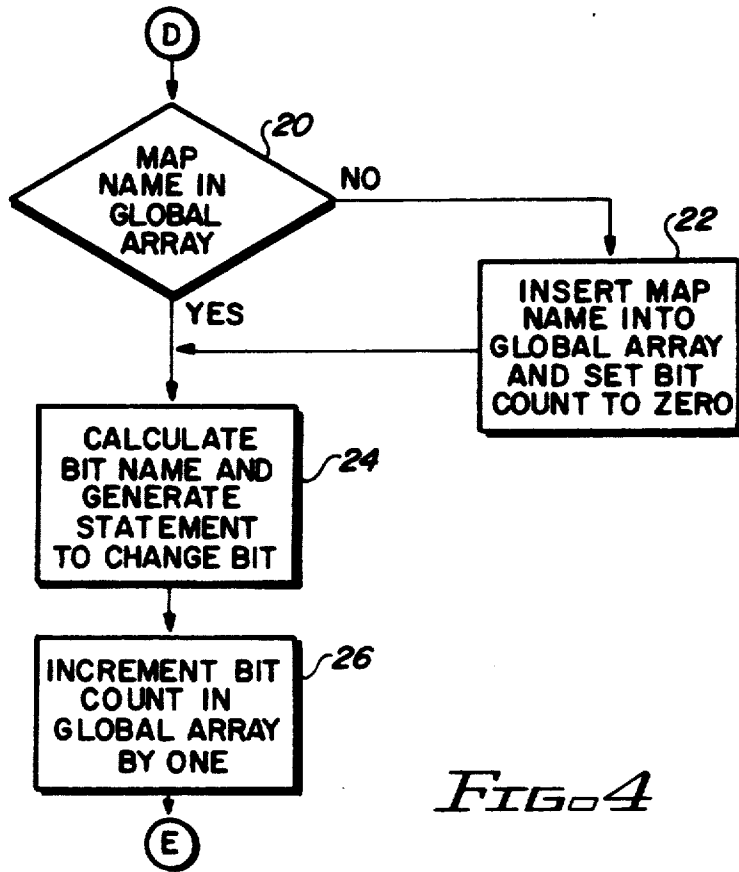 D
20
MAP
NAME IN
GLOBAL
ARRAY
NO
22
INSERT MAP
NAME INTO
GLOBAL ARRAY
AND SET BIT
COUNT TO ZERO
YES
CALCULATE
BIT NAME AND
GENERATE
STATEMENT
TO CHANGE BIT
24
INCREMENT BIT
COUNT IN
GLOBAL ARRAY
BY ONE
26
E
FIG. 4